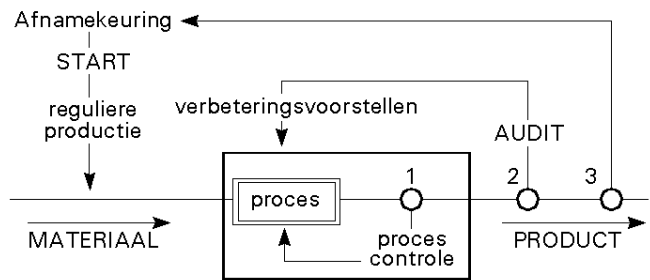 Afnamekeuring
START
reguliere
productie
verbeteringsvoorstellen
AUDIT
1
2
3
proces
proces
controle
MATERIAAL
PRODUCT